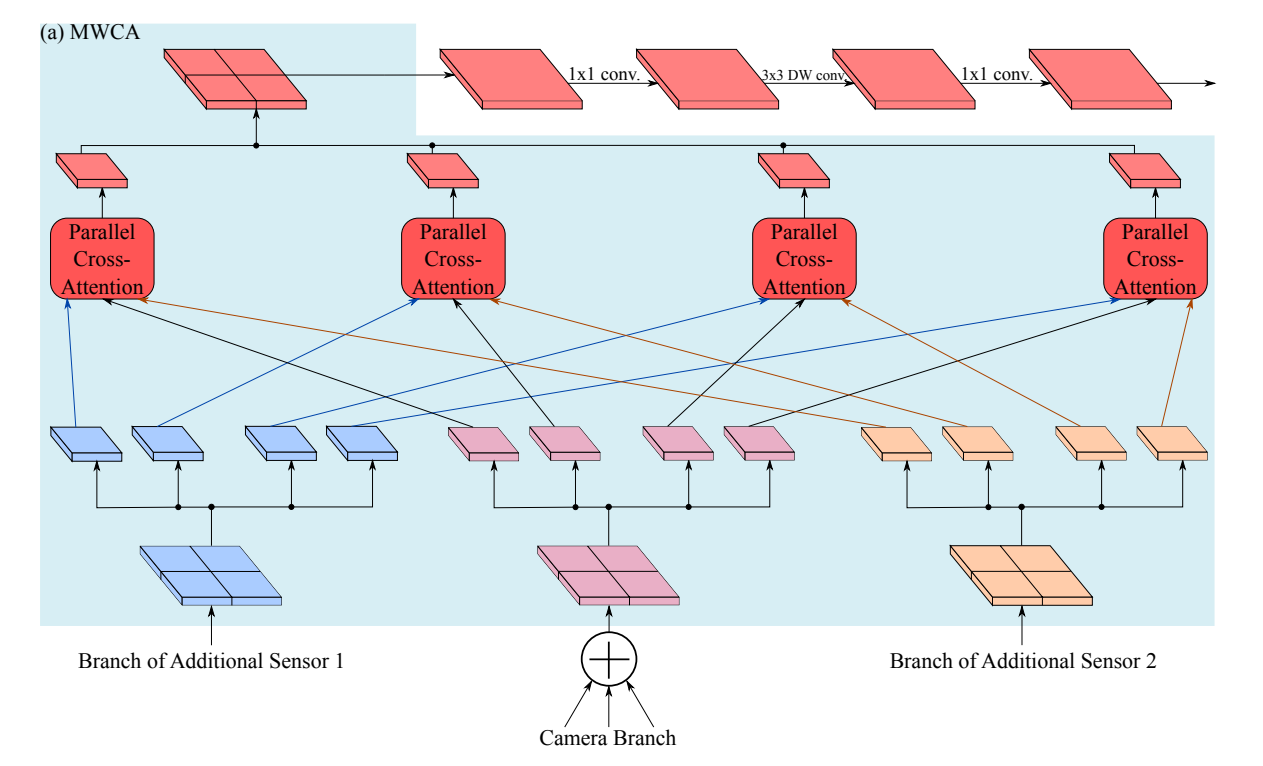 (a) MWCA
1x1 conv.
3x3 DW conv.
1x1 conv.
Parallel
Cross-
Attention
Parallel
Cross-
Attention
Parallel
Cross-
Attention
Parallel
Cross-
Attention
Branch of Additional Sensor 1
Branch of Additional Sensor 2
Camera Branch